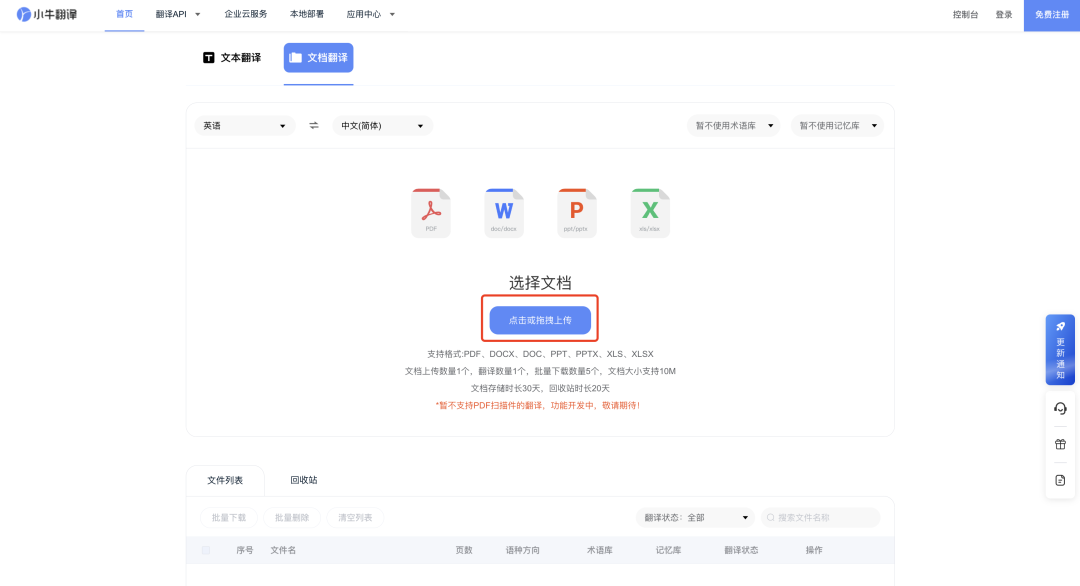 小牛翻译 首页 翻译API 企业云服务 本地部署 应用中心 控制台 登录 免费注册
文本翻译 文档翻译
英语 中文(简体) 暂不使用术语库 暂不使用记忆库
W P X
PDF doc/docx ppt/pptx xls/xlsx
选择文档
点击或拖拽上传
支持格式:PDF、DOCX、DOC、PPT、PPTX、XLS、XLSX
文档上传数量1个，翻译数量1个，批量下载数量5个，文档大小支持10M
文档存储时长30天，回收站时长20天
*暂不支持PDF扫描件的翻译，功能开发中，敬请期待!
更新通知
文件列表 回收站
批量下载 批量删除 清空列表 翻译状态: 全部 搜索文件名称
序号 文件名 页数 语种方向 术语库 记忆库 翻译状态 操作